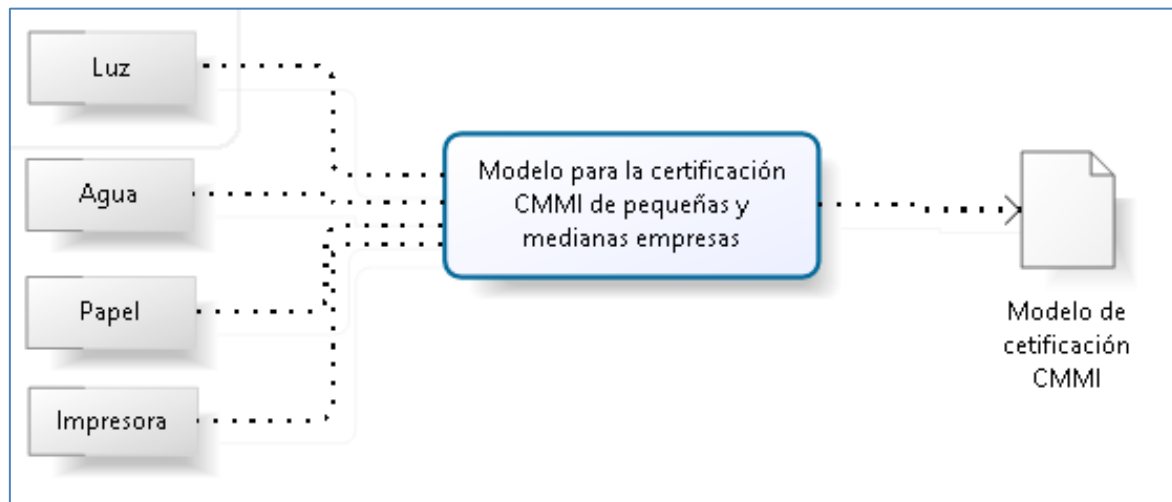 Luz
Agua
Papel
Impresora
Modelo para la certificación
CMMI de pequeñas y
medianas empresas
Modelo de
cetificación
CMMI